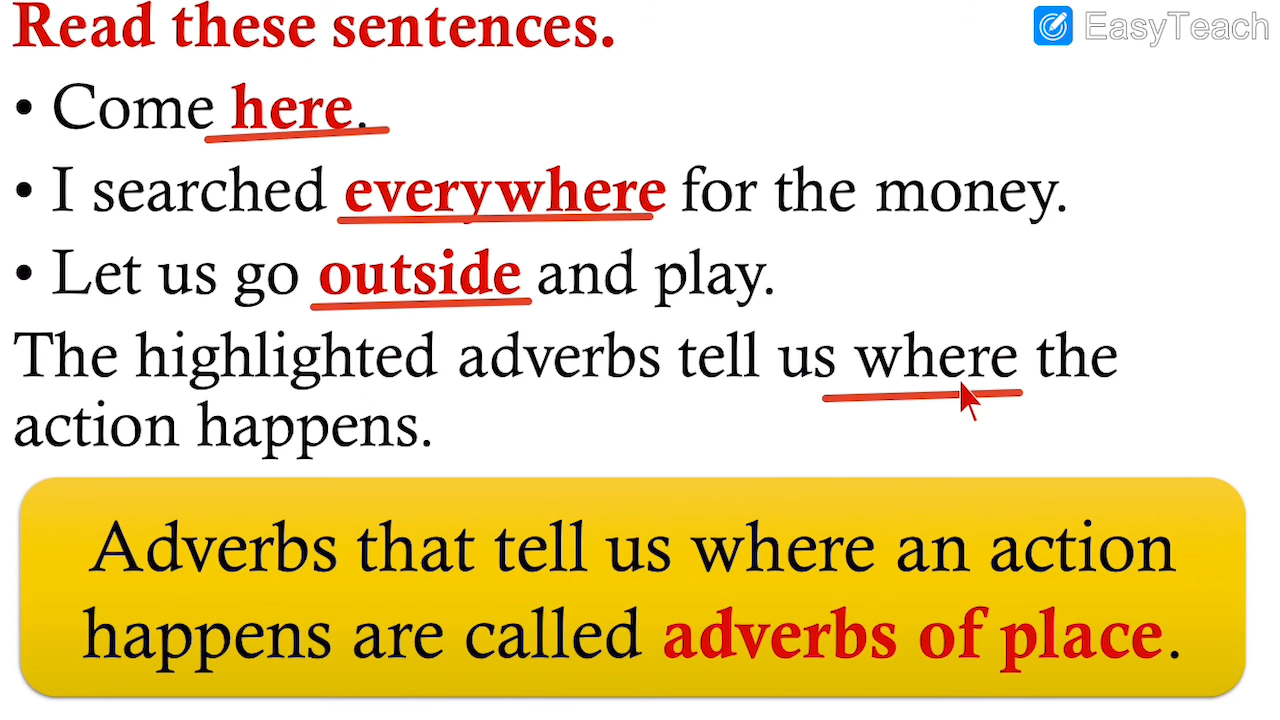 Read these sentences.
EasyTeach
• Come here.
• I searched everywhere for the money.
• Let us go outside and play.
The highlighted adverbs tell us where the
action happens.
Adverbs that tell us where an action
happens are called adverbs of place.